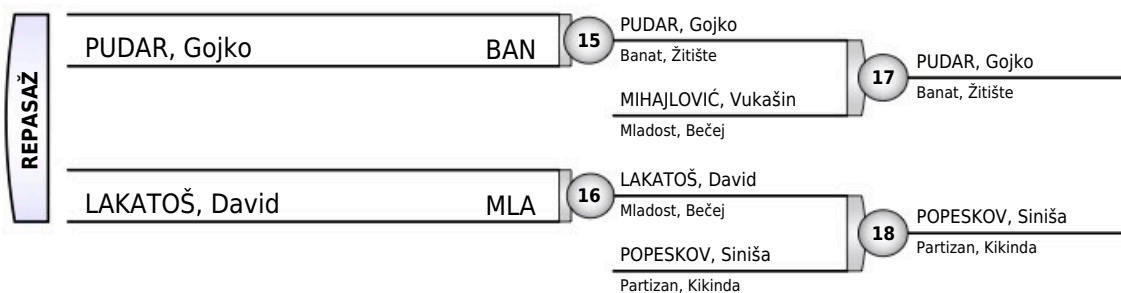 REPASAŽ
PUDAR, Gojko BAN
15
PUDAR, Gojko
Banat, Žitište
MIHAJLOVIĆ, Vukašin
Mladost, Bečej
17
PUDAR, Gojko
Banat, Žitište
LAKATOŠ, David MLA
16
LAKATOŠ, David
Mladost, Bečej
POPESKOV, Siniša
Partizan, Kikinda
18
POPESKOV, Siniša
Partizan, Kikinda